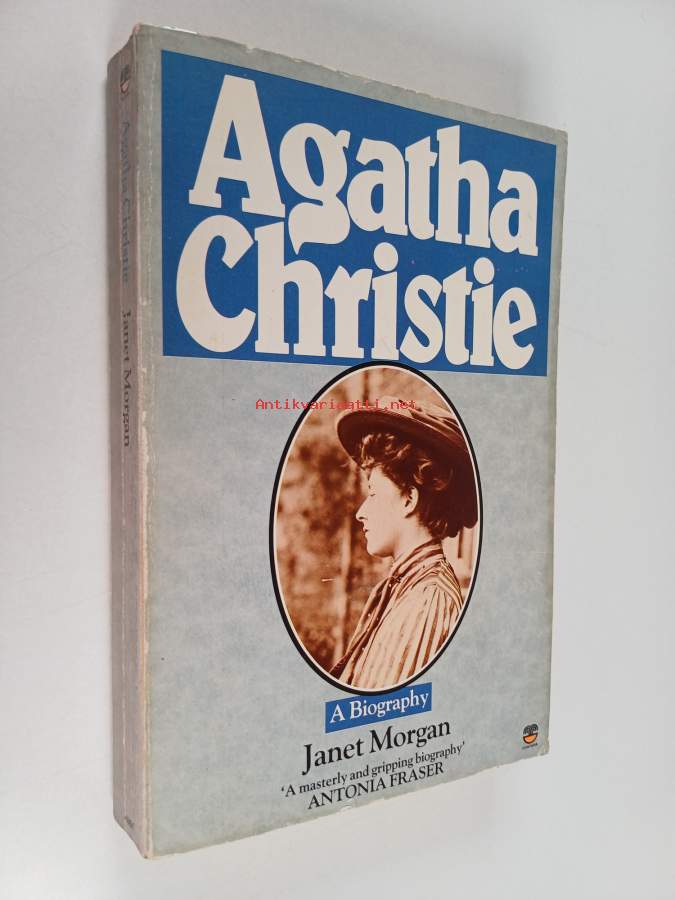 Agatha
Christie
Antikvariaatti.net
A Biography
Janet Morgan
'A masterly and gripping biography'
ANTONIA FRASER
Agatha Christie Janet Morgan